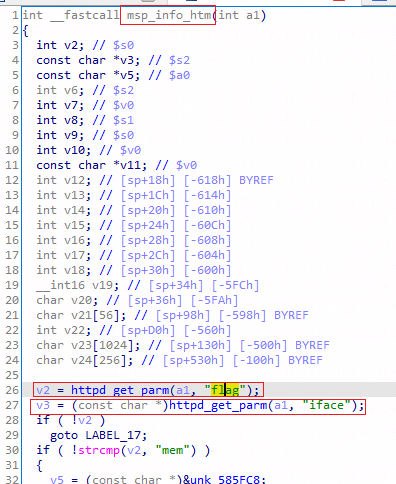 1 int __fastcall msp_info_htm(int a1)
2 {
3 int v2; // $s0
4 const char *v3; // $s2
5 const char *v5; // $a0
6 int v6; // $s2
7 int v7; // $v0
8 int v8; // $s1
9 int v9; // $s0
10 int v10; // $v0
11 const char *v11; // $v0
12 int v12; // [sp+18h] [-618h] BYREF
13 int v13; // [sp+1Ch] [-614h]
14 int v14; // [sp+20h] [-610h]
15 int v15; // [sp+24h] [-60Ch]
16 int v16; // [sp+28h] [-608h]
17 int v17; // [sp+2Ch] [-604h]
18 int v18; // [sp+30h] [-600h]
19 __int16 v19; // [sp+34h] [-5FCh]
20 char v20; // [sp+36h] [-5FAh]
21 char v21[56]; // [sp+98h] [-598h] BYREF
22 int v22; // [sp+D0h] [-560h]
23 char v23[1024]; // [sp+130h] [-500h] BYREF
24 char v24[256]; // [sp+530h] [-100h] BYREF
25
26 v2 = httpd_get_parm(a1, "flag");
27 v3 = (const char *)httpd_get_parm(a1, "iface");
28 if ( !v2 )
29 goto LABEL_17;
30 if ( !strcmp(v2, "mem") )
31 {
32 v5 = (const char *)&unk_585FC8;